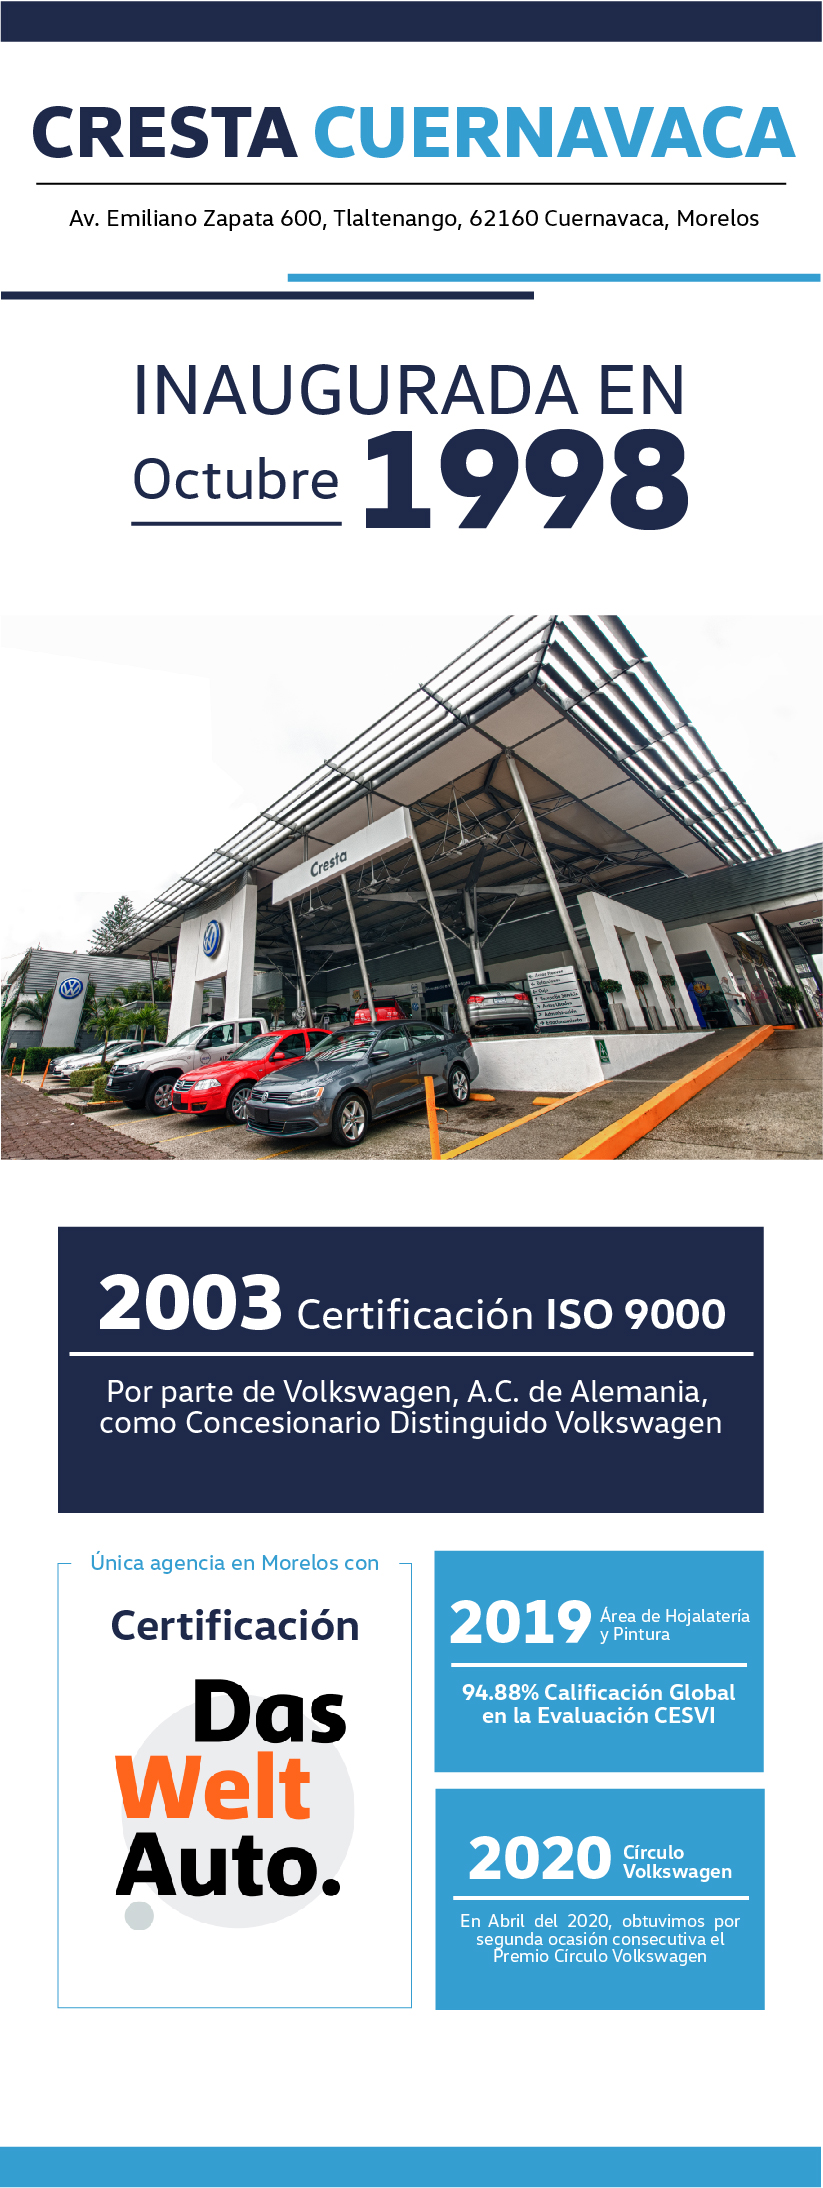 CRESTA CUERNAVACA
Av. Emiliano Zapata 600, Tlaltenango, 62160 Cuernavaca, Morelos
INAUGURADA EN
Octubre 1998
Cresta
2003 Certificación ISO 9000
Por parte de Volkswagen, A.C. de Alemania,
como Concesionario Distinguido Volkswagen
Única agencia en Morelos con
Certificación
Das
Welt
Auto.
2019 Área de Hojalatería
y Pintura
94.88% Calificación Global
en la Evaluación CESVI
2020 Círculo
Volkswagen
En Abril del 2020, obtuvimos por
segunda ocasión consecutiva el
Premio Círculo Volkswagen